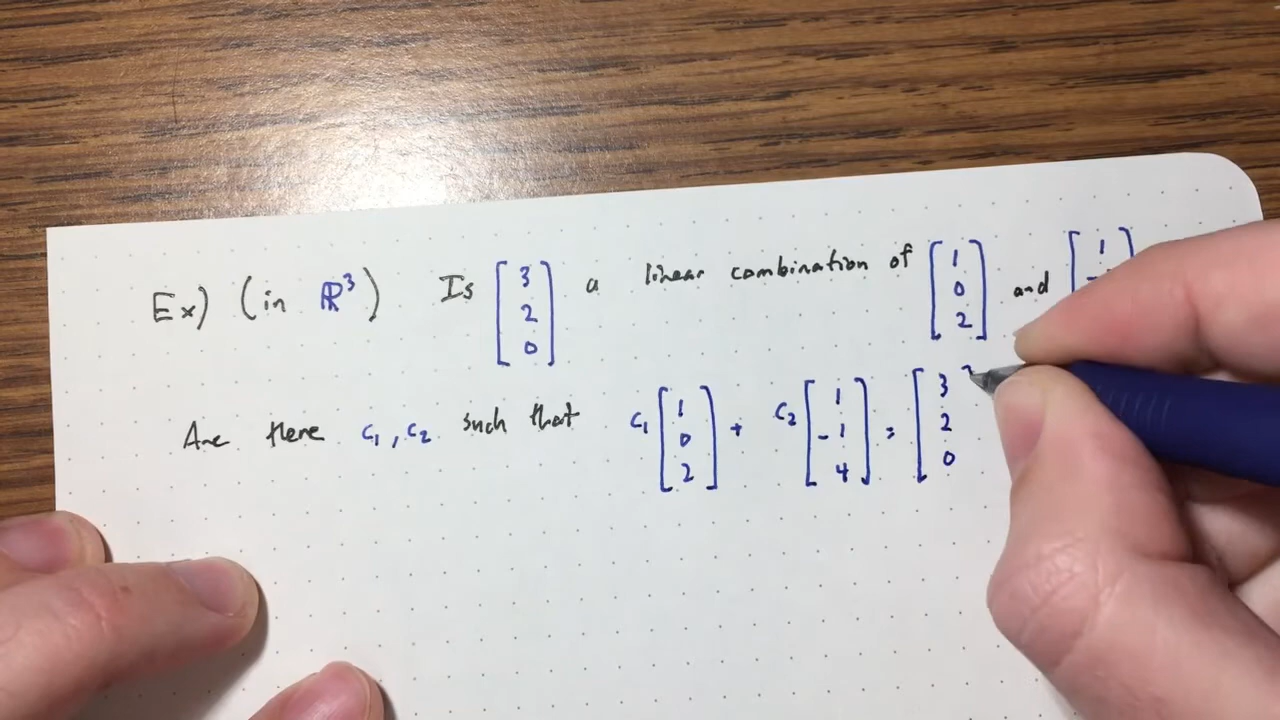 Ex) (in ℝ³) Is [3 2 0] a linear combination of [1 0 2] and [1
Are there c₁, c₂ such that c₁ [1 0 2] + c₂ [1 -1 4] = [3 2 0